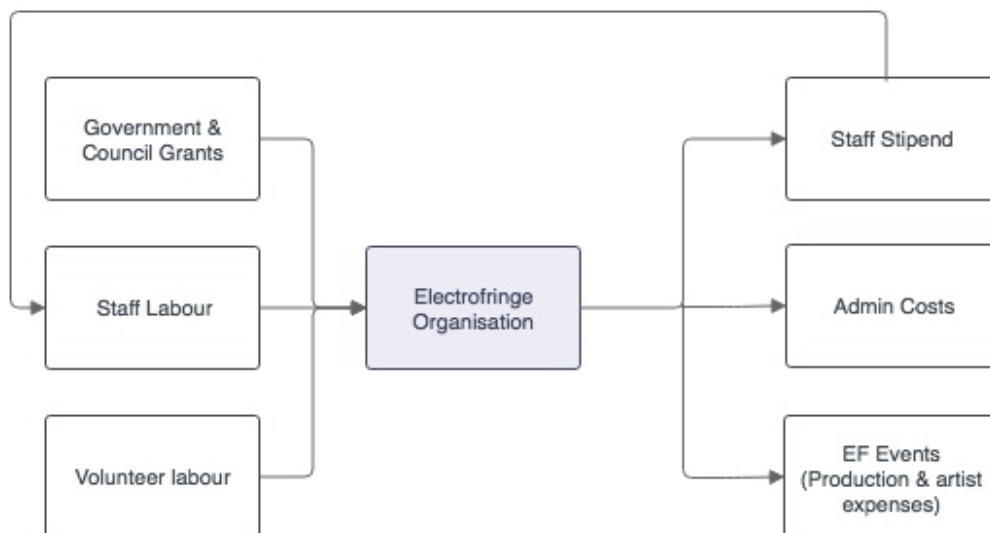 Government &
Council Grants
Staff Stipend
Staff Labour
Electrofringe
Organisation
Admin Costs
Volunteer labour
EF Events
(Production & artist
expenses)